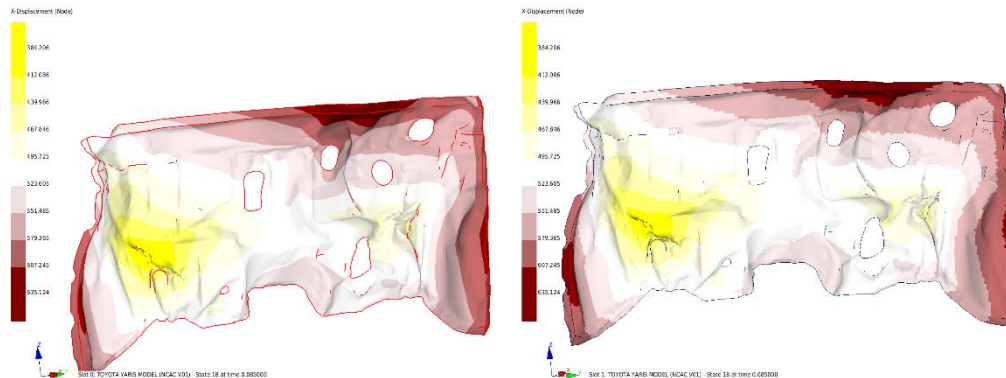 X-Displacement (Node)
384.206
412.086
439.966
467.846
495.725
523.605
551.485
579.365
607.245
635.124
Z
X
Y
Slot 0: TOYOTA YARIS MODEL (NCAC V01) - State 18 at time 0.085000
X-Displacement (Node)
384.206
412.086
439.966
467.846
495.725
523.605
551.485
579.365
607.245
635.124
Z
X
Y
Slot 1: TOYOTA YARIS MODEL (NCAC V01) - State 18 at time 0.085000